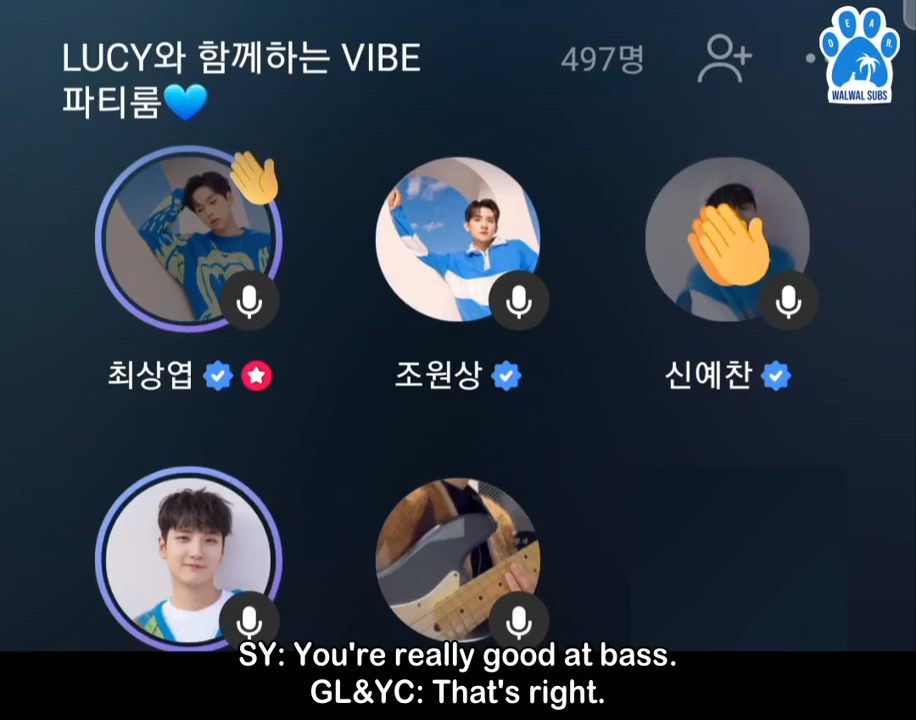 LUCY와 함께하는 VIBE
파티룸💙
497명
DEAR.
WALWAL SUBS
최상엽
조원상
신예찬
SY: You're really good at bass.
GL&YC: That's right.